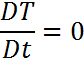 DT/Dt = 0